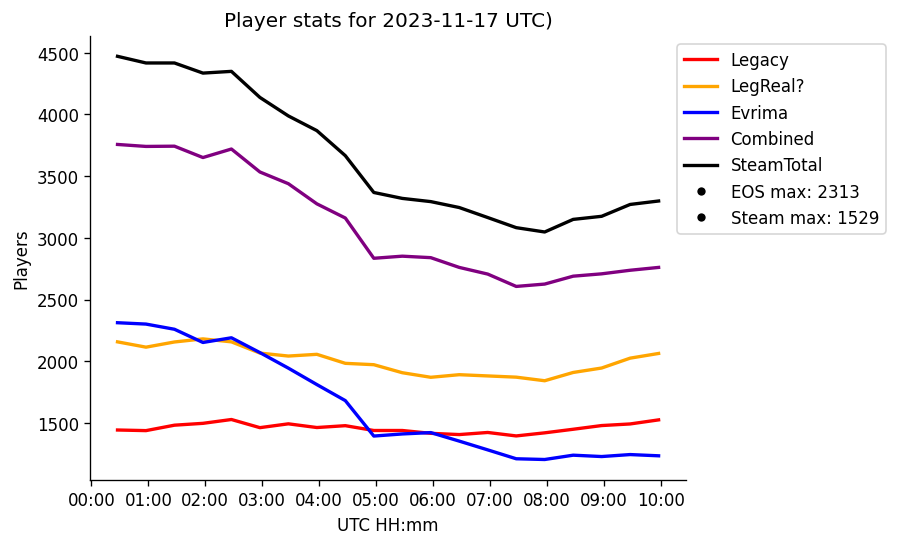 Player stats for 2023-11-17 UTC)
4500
4000
3500
3000
2500
2000
1500
Players
00:00 01:00 02:00 03:00 04:00 05:00 06:00 07:00 08:00 09:00 10:00
UTC HH:mm
Legacy
LegReal?
Evrima
Combined
SteamTotal
EOS max: 2313
Steam max: 1529